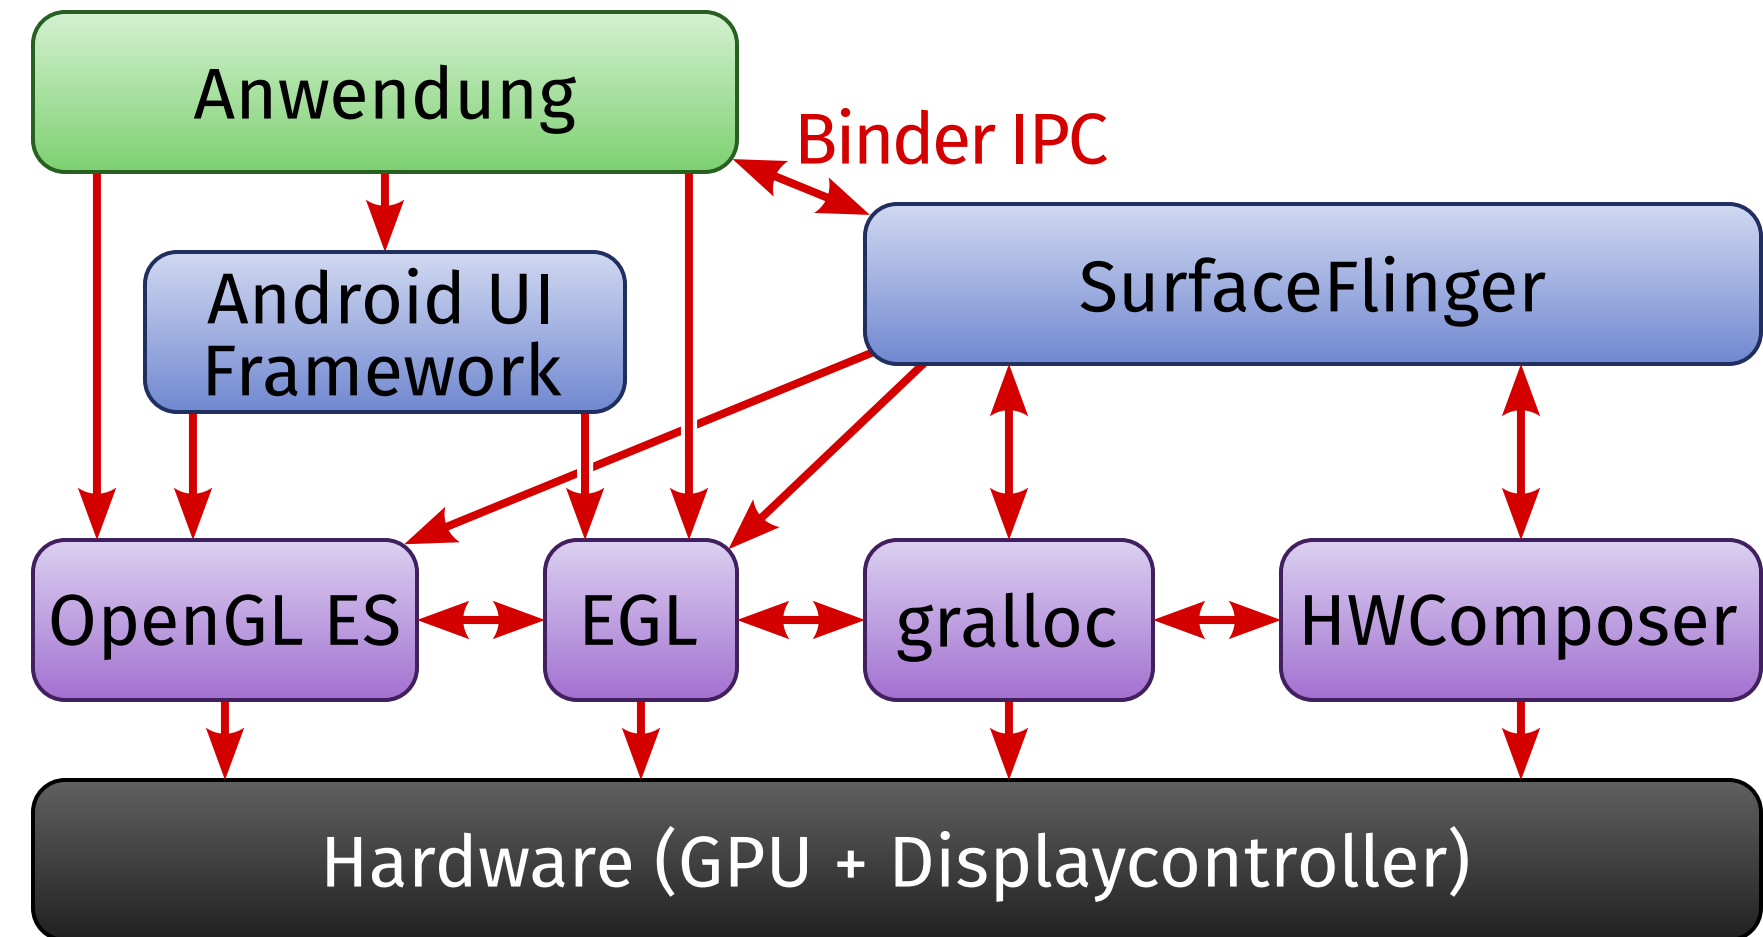 Anwendung
Binder IPC
Android UI
Framework
SurfaceFlinger
OpenGL ES
EGL
gralloc
HWComposer
Hardware (GPU + Displaycontroller)